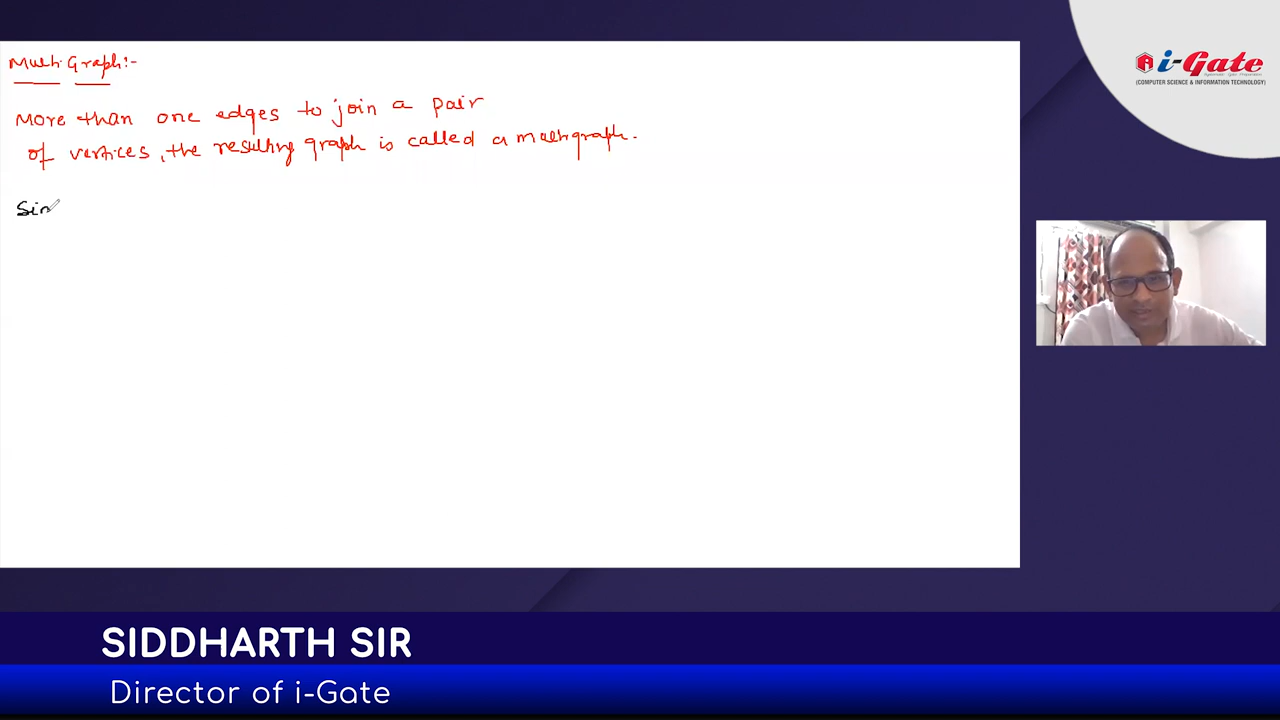 Multi Graph:-
More than one edges to join a pair
of vertices, the resulting graph is called a multigraph.
Sim
i-Gate
(COMPUTER SCIENCE & INFORMATION TECHNOLOGY)
SIDDHARTH SIR
Director of i-Gate